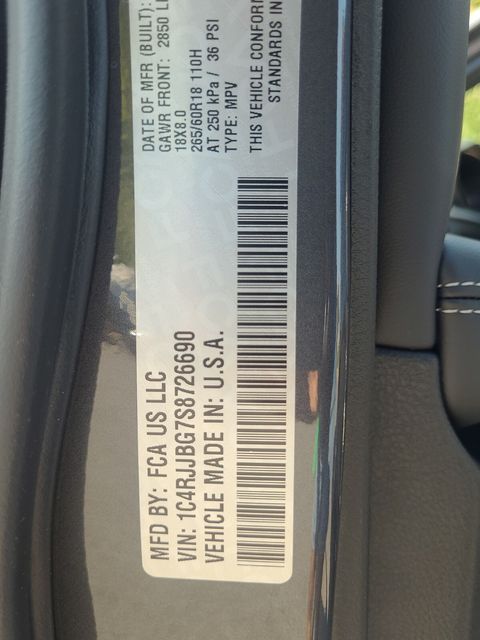 MFD BY: FCA US LLC
VIN: 1C4RJJBG7S8726690
VEHICLE MADE IN: U.S.A.
DATE OF MFR (BUILT):
GAWR FRONT: 2850
18X8.0
265/60R18 110H
AT 250 kPa / 36 PSI
TYPE: MPV
THIS VEHICLE
STANDARDS IN